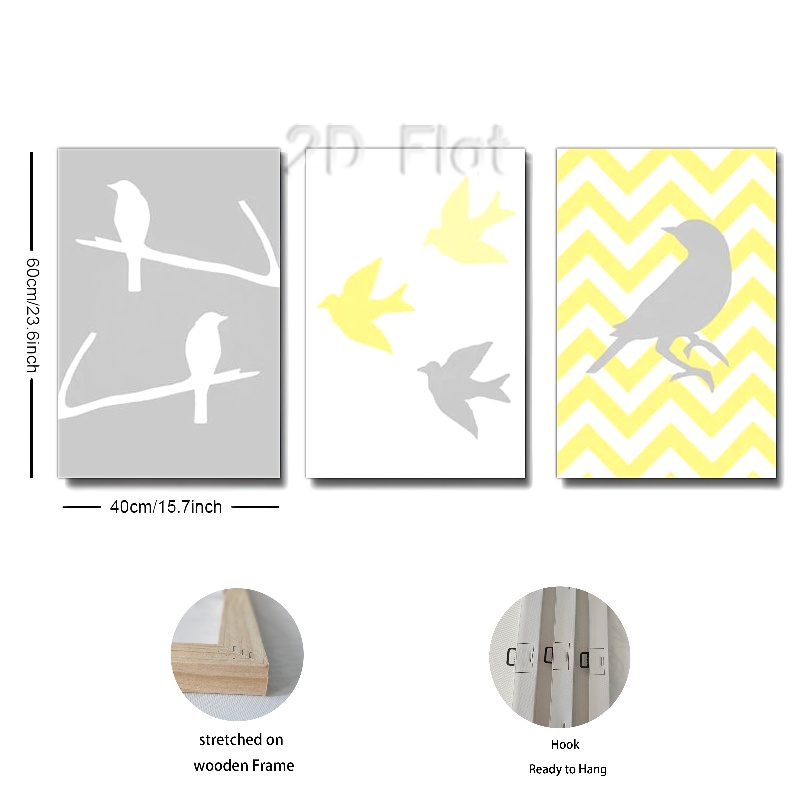 2D Flat
60cm/23.6inch
40cm/15.7inch
stretched on
wooden Frame
Hook
Ready to Hang